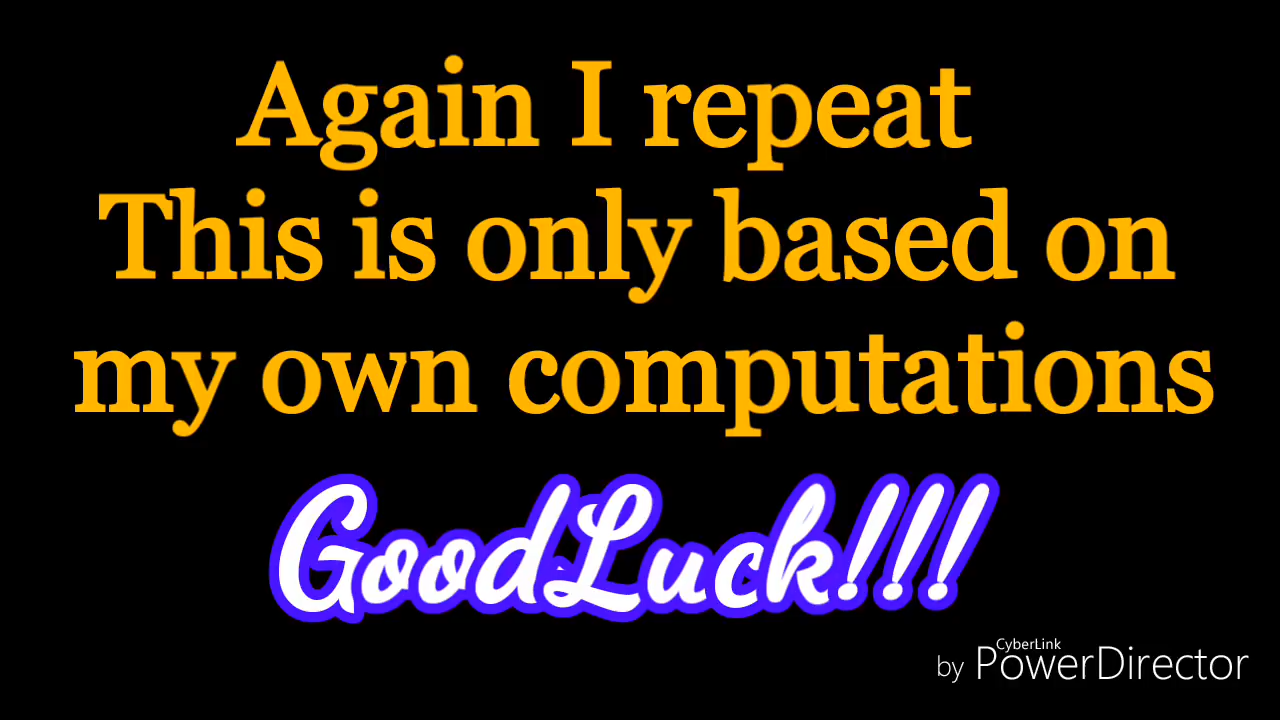 Again I repeat
This is only based on
my own computations
GoodLuck!!!
CyberLink
by PowerDirector